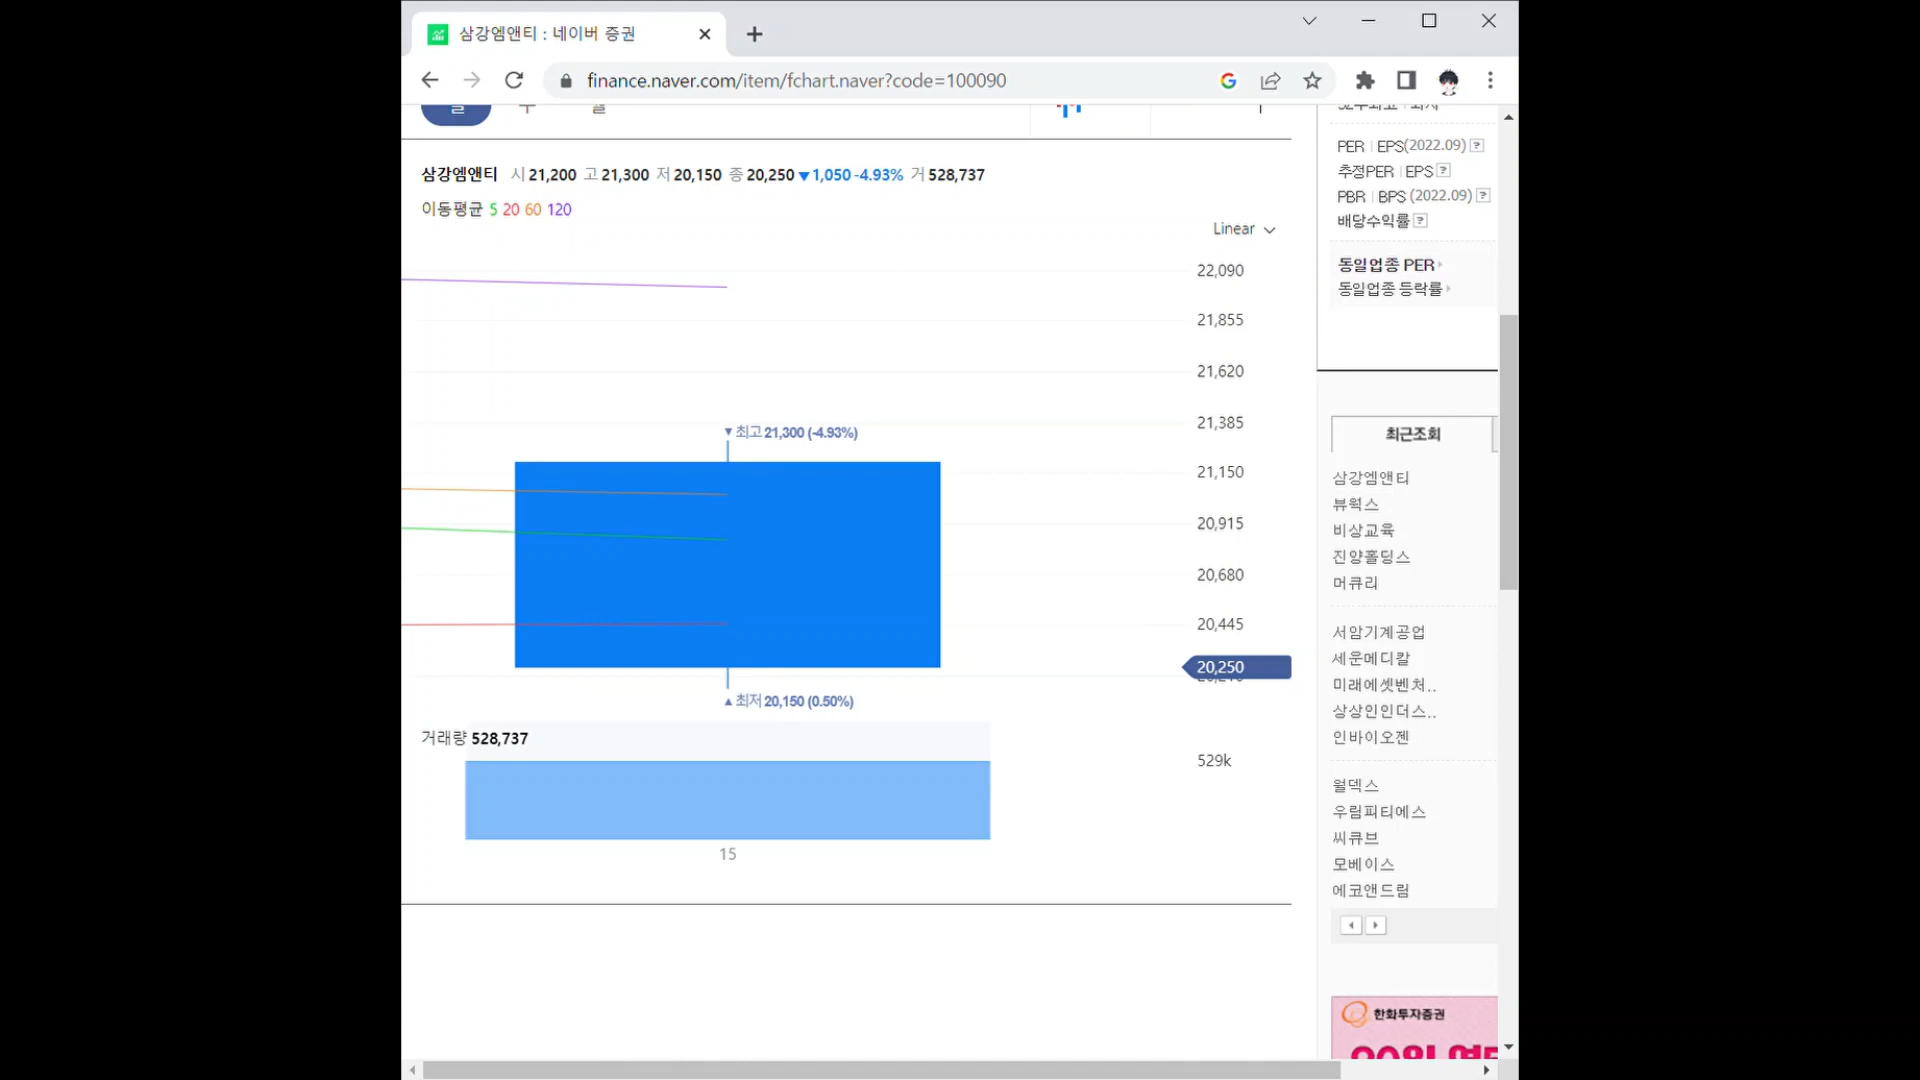 삼강엠앤티 : 네이버 증권
finance.naver.com/item/fchart.naver?code=100090
삼강엠앤티 시 21,200 고 21,300 저 20,150 종 20,250 ▼1,050 -4.93% 거 528,737
이동평균 5 20 60 120
Linear
22,090
21,855
21,620
21,385
21,150
20,915
20,680
20,445
20,250
▼최고 21,300 (-4.93%)
▲최저 20,150 (0.50%)
거래량 528,737
529k
15
PER | EPS(2022.09) ?
추정PER | EPS ?
PBR | BPS (2022.09) ?
배당수익률 ?
동일업종 PER
동일업종 등락률
최근조회
삼강엠앤티
뷰웍스
비상교육
진양홀딩스
머큐리
서암기계공업
세운메디칼
미래에셋벤처..
상상인인더스..
인바이오젠
월덱스
우림피티에스
씨큐브
모베이스
에코앤드림
한화투자증권